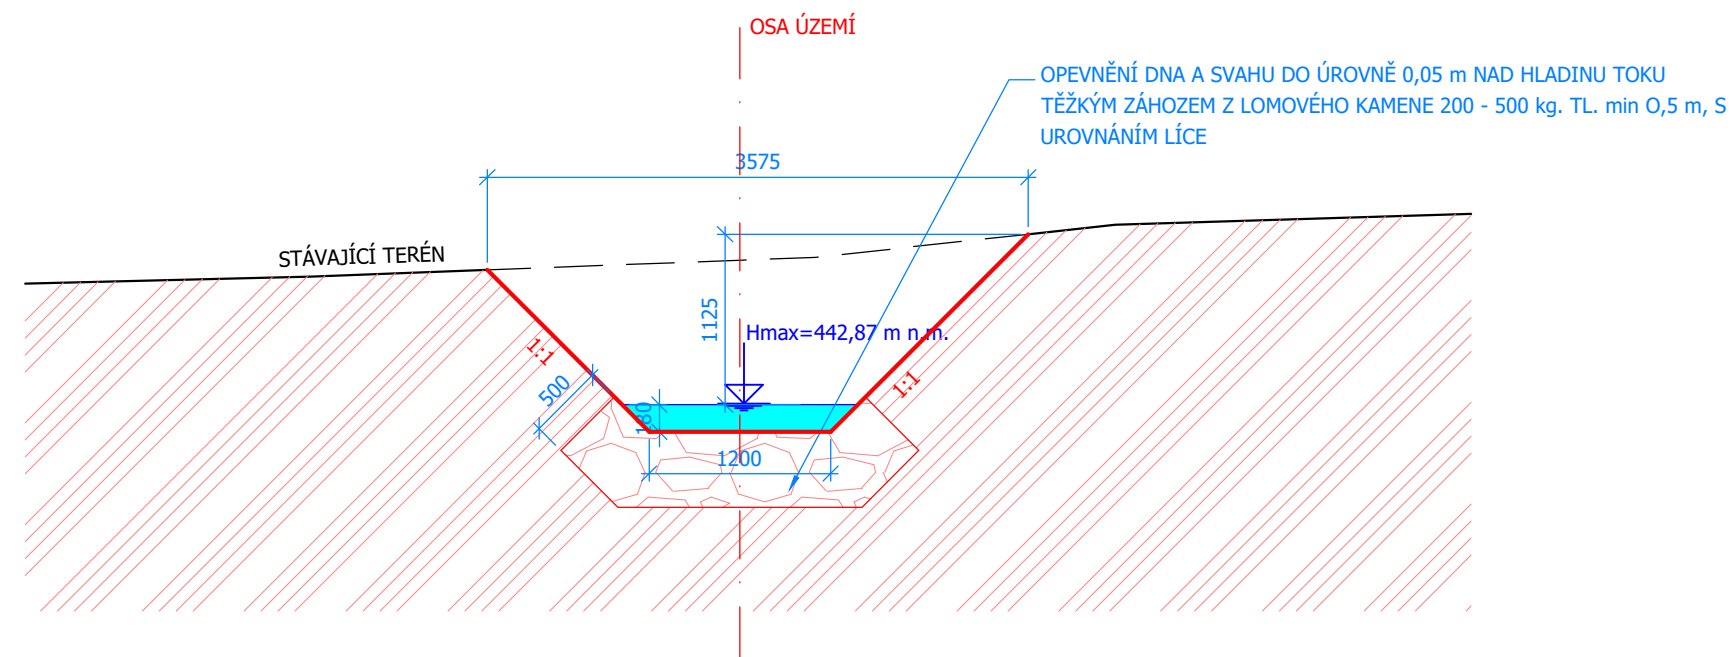 OSA ÚZEMÍ
OPEVNĚNÍ DNA A SVAHU DO ÚROVNĚ 0,05 m NAD HLADINU TOKU
TĚŽKÝM ZÁHOZEM Z LOMOVÉHO KAMENE 200 - 500 kg. TL. min O,5 m, S
UROVNÁNÍM LÍCE
3575
STÁVAJÍCÍ TERÉN
1125
Hmax=442,87 m n.m.
1:1
1:1
500
180
1200